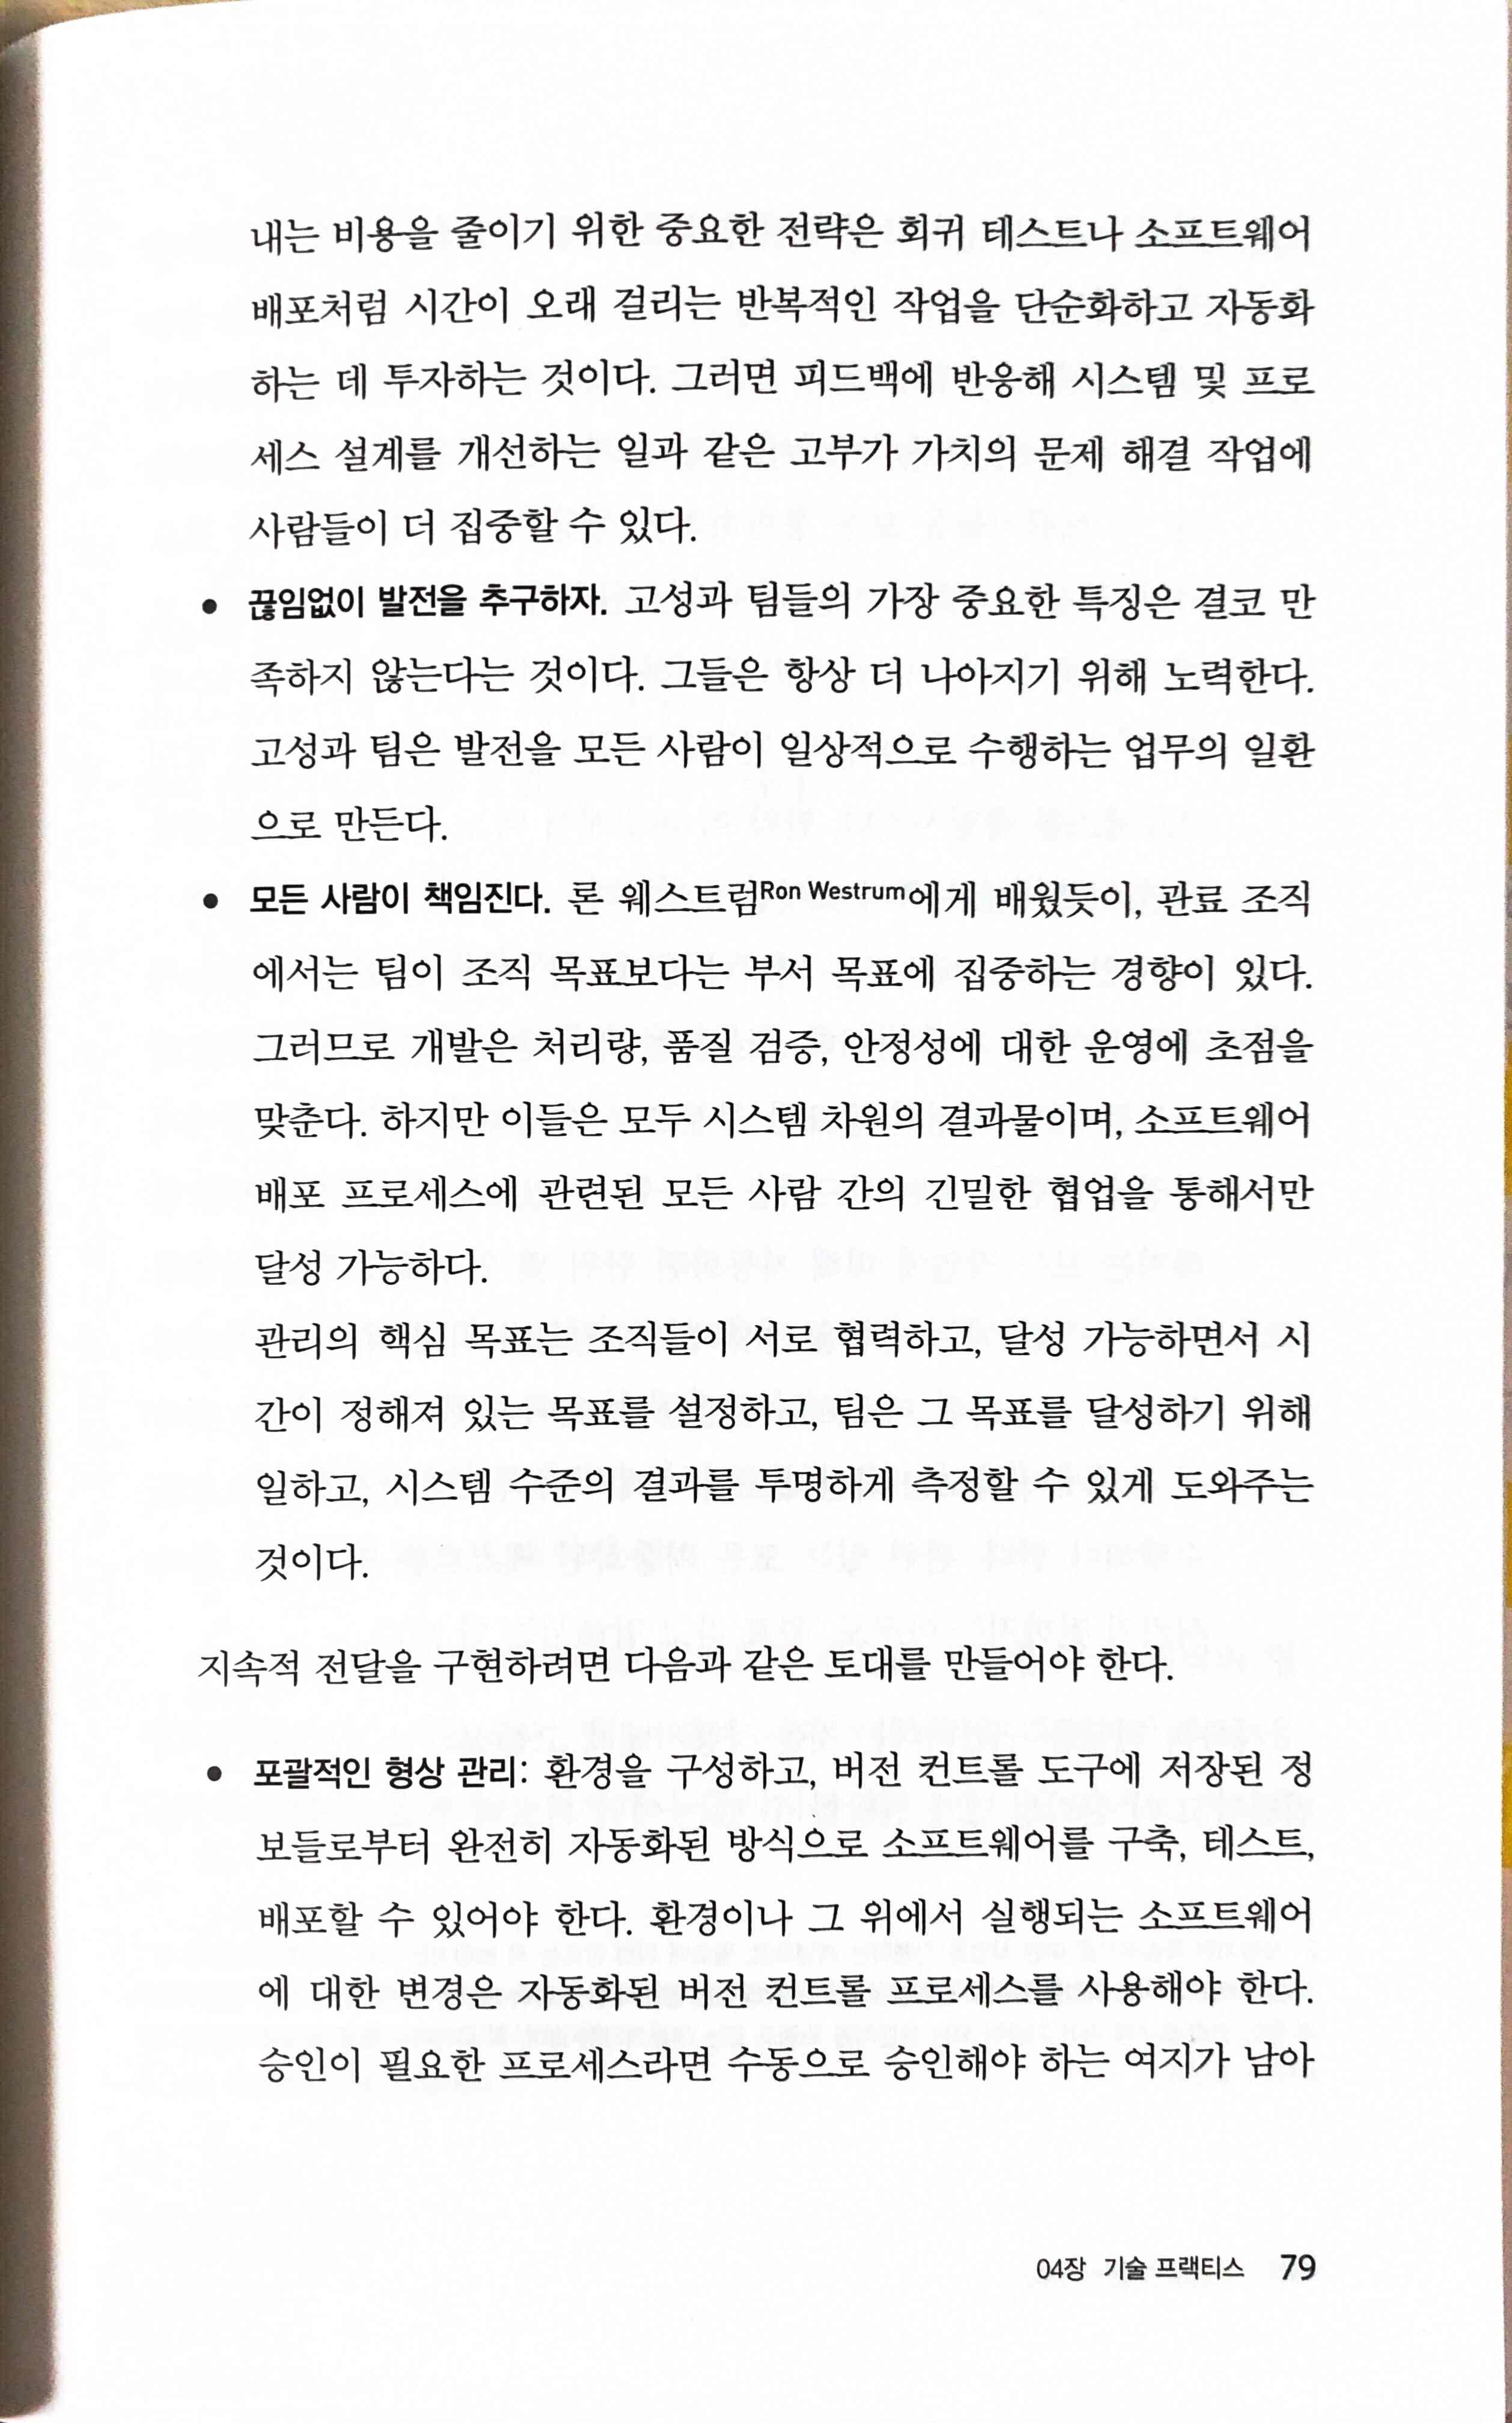 내는 비용을 줄이기 위한 중요한 전략은 회귀 테스트나 소프트웨어
배포처럼 시간이 오래 걸리는 반복적인 작업을 단순화하고 자동화
하는 데 투자하는 것이다. 그러면 피드백에 반응해 시스템 및 프로
세스 설계를 개선하는 일과 같은 고부가 가치의 문제 해결 작업에
사람들이 더 집중할 수 있다.
● 끊임없이 발전을 추구하자. 고성과 팀들의 가장 중요한 특징은 결코 만
족하지 않는다는 것이다. 그들은 항상 더 나아지기 위해 노력한다.
고성과 팀은 발전을 모든 사람이 일상적으로 수행하는 업무의 일환
으로 만든다.
● 모든 사람이 책임진다. 론 웨스트럼Ron Westrum에게 배웠듯이, 관료 조직
에서는 팀이 조직 목표보다는 부서 목표에 집중하는 경향이 있다.
그러므로 개발은 처리량, 품질 검증, 안정성에 대한 운영에 초점을
맞춘다. 하지만 이들은 모두 시스템 차원의 결과물이며, 소프트웨어
배포 프로세스에 관련된 모든 사람 간의 긴밀한 협업을 통해서만
달성 가능하다.
관리의 핵심 목표는 조직들이 서로 협력하고, 달성 가능하면서 시
간이 정해져 있는 목표를 설정하고, 팀은 그 목표를 달성하기 위해
일하고, 시스템 수준의 결과를 투명하게 측정할 수 있게 도와주는
것이다.
지속적 전달을 구현하려면 다음과 같은 토대를 만들어야 한다.
● 포괄적인 형상 관리: 환경을 구성하고, 버전 컨트롤 도구에 저장된 정
보들로부터 완전히 자동화된 방식으로 소프트웨어를 구축, 테스트,
배포할 수 있어야 한다. 환경이나 그 위에서 실행되는 소프트웨어
에 대한 변경은 자동화된 버전 컨트롤 프로세스를 사용해야 한다.
승인이 필요한 프로세스라면 수동으로 승인해야 하는 여지가 남아
04장 기술 프랙티스 79